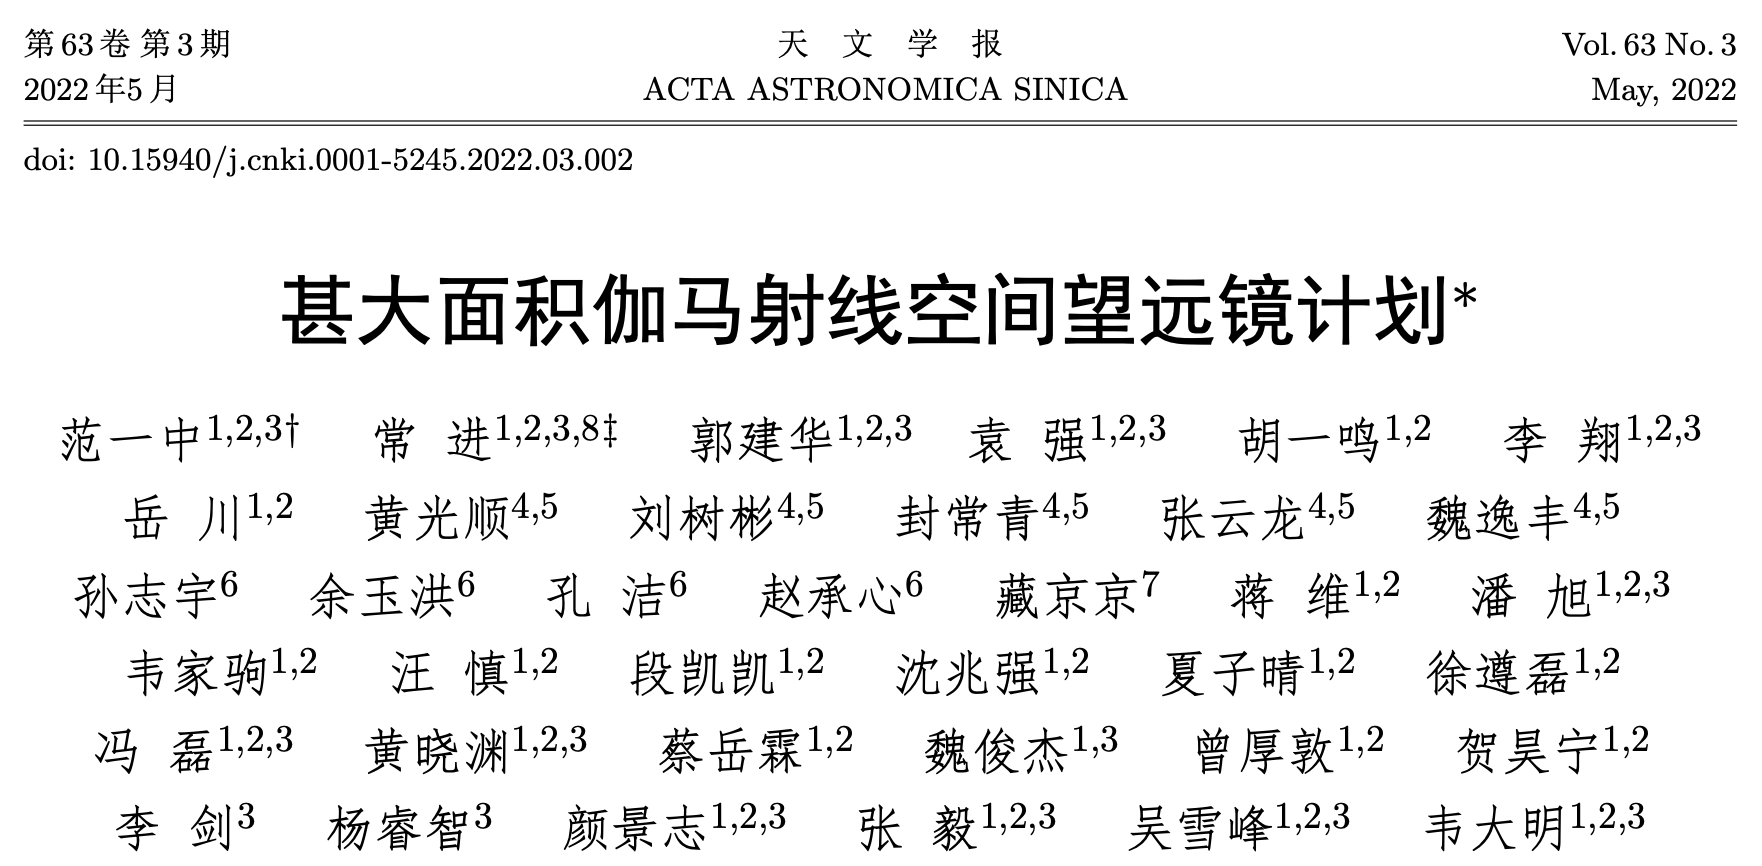 第63卷 第3期 天文学报 Vol. 63 No. 3
2022年5月 ACTA ASTRONOMICA SINICA May, 2022
doi: 10.15940/j.cnki.0001-5245.2022.03.002
甚大面积伽马射线空间望远镜计划*
范一中1,2,3† 常 进1,2,3,8‡ 郭建华1,2,3 袁 强1,2,3 胡一鸣1,2 李 翔1,2,3
岳 川1,2 黄光顺4,5 刘树彬4,5 封常青4,5 张云龙4,5 魏逸丰4,5
孙志宇6 余玉洪6 孔 洁6 赵承心6 藏京京7 蒋 维1,2 潘 旭1,2,3
韦家驹1,2 汪 慎1,2 段凯凯1,2 沈兆强1,2 夏子晴1,2 徐遵磊1,2
冯 磊1,2,3 黄晓渊1,2,3 蔡岳霖1,2 魏俊杰1,3 曾厚敦1,2 贺昊宁1,2
李 剑3 杨睿智3 颜景志1,2,3 张 毅1,2,3 吴雪峰1,2,3 韦大明1,2,3